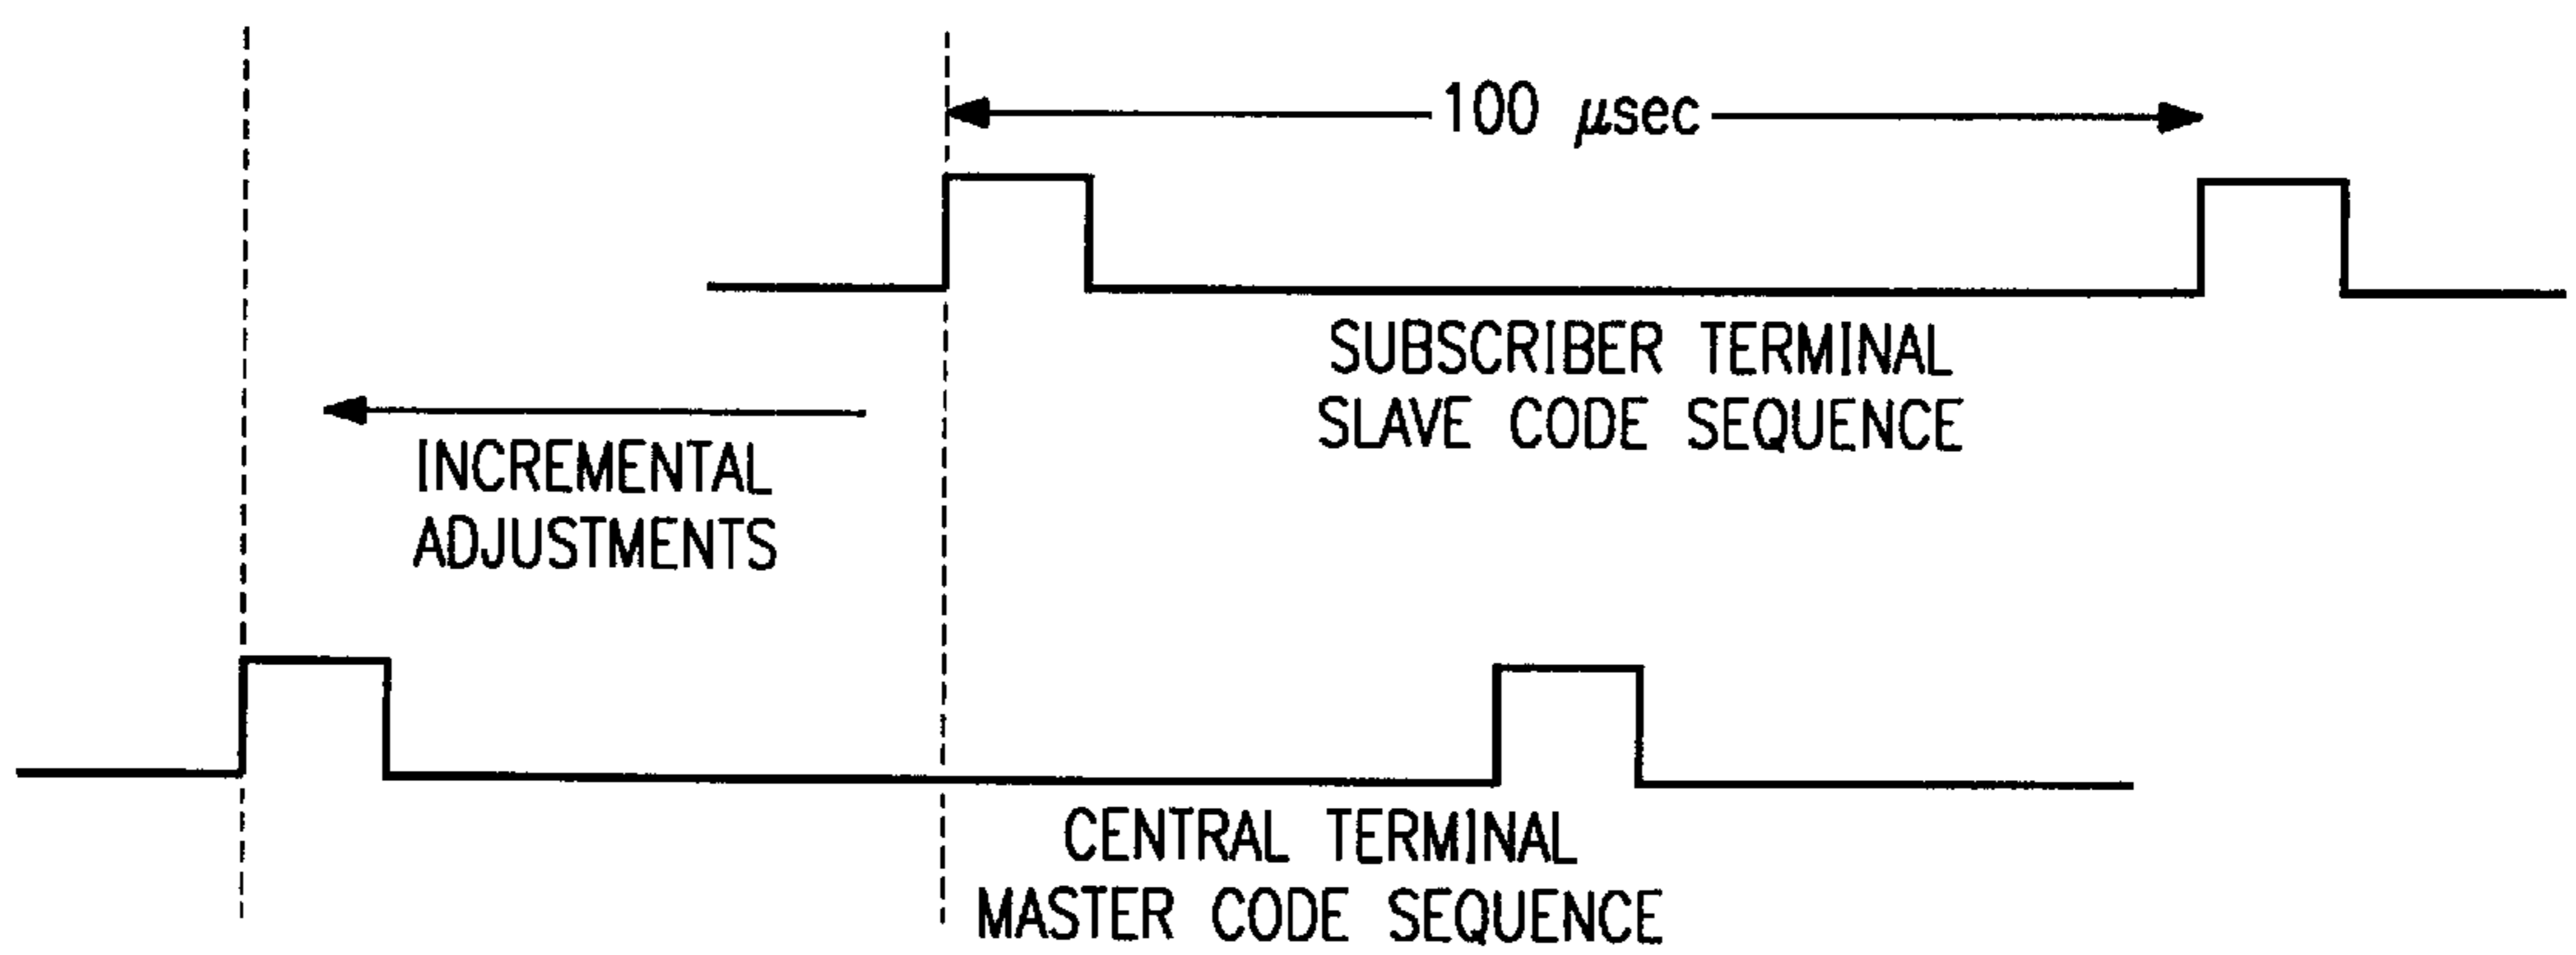 100 µsec
SUBSCRIBER TERMINAL
SLAVE CODE SEQUENCE
INCREMENTAL
ADJUSTMENTS
CENTRAL TERMINAL
MASTER CODE SEQUENCE